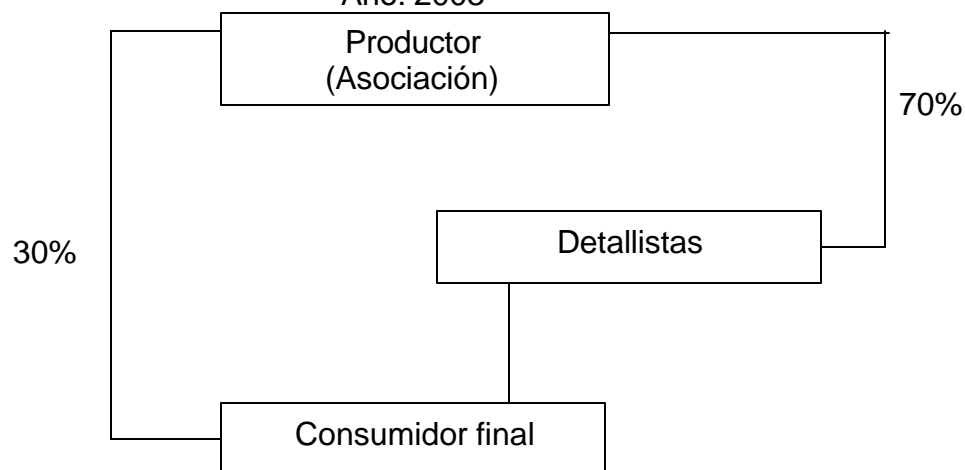 Productor
(Asociación)
70%
Detallistas
30%
Consumidor final